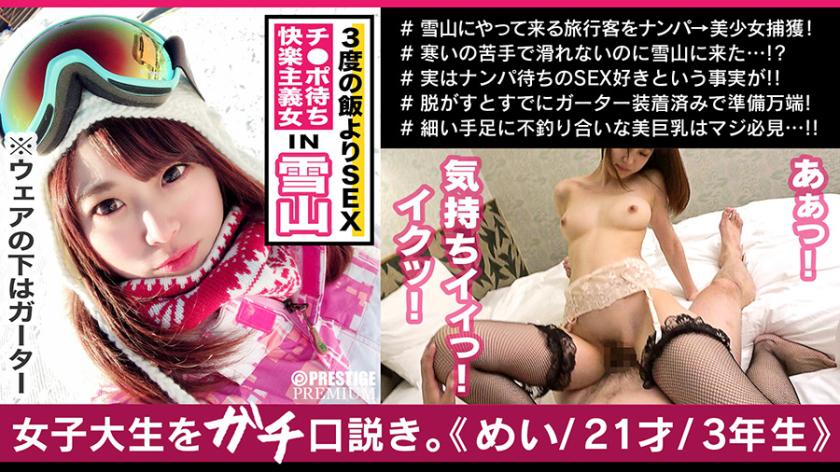 # 雪山にやって来る旅行客をナンパ→美少女捕獲!
# 寒いの苦手で滑れないのに雪山に来た…!?
# 実はナンパ待ちのSEX好きという事実が!!
# 脱がすとすでにガーター装着済みで準備万端!
# 細い手足に不釣り合いな美巨乳はマジ必見…!!
3度の飯よりSEX
チ●ポ待ち
快楽主義女
IN
雪山
※ウェアの下はガーター
あぁっ!
気持ちイイっ!
イクッ!
PRESTIGE
PREMIUM
女子大生をガチ口説き。《めい/21才/3年生》